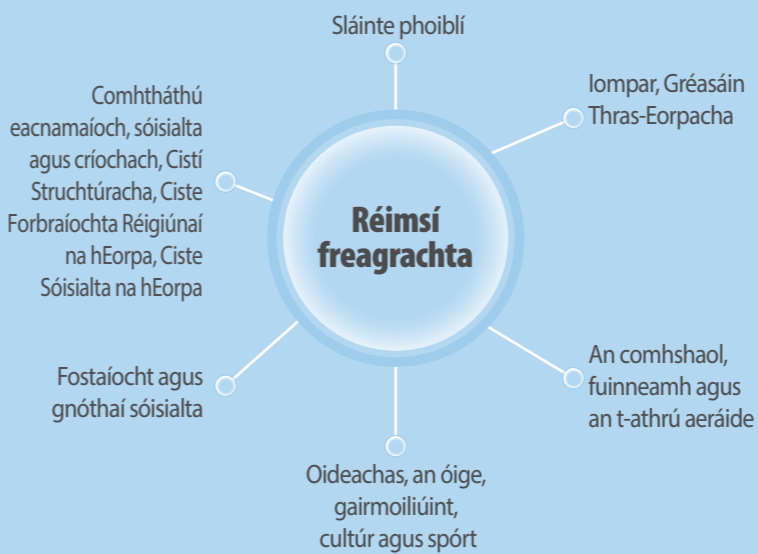 Sláinte phoiblí
Iompar, Gréasáin
Thras-Eorpacha
Comhtháthú
eacnamaíoch, sóisialta
agus críochach, Cistí
Struchtúracha, Ciste
Forbraíochta Réigiúnaí
na hEorpa, Ciste
Sóisialta na hEorpa
Réimsí
freagrachta
Fostaíocht agus
gnóthaí sóisialta
An comhshaol,
fuinneamh agus
an t-athrú aeráide
Oideachas, an óige,
gairmoiliúint,
cultúr agus spórt